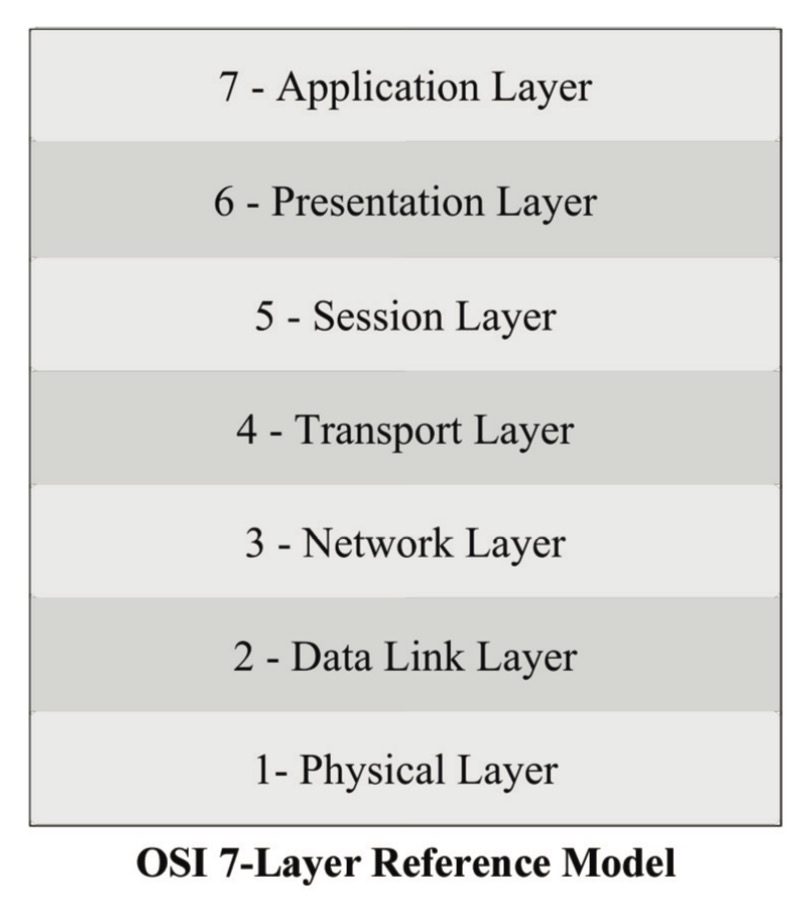 7 - Application Layer
6 - Presentation Layer
5 - Session Layer
4 - Transport Layer
3 - Network Layer
2 - Data Link Layer
1- Physical Layer
OSI 7-Layer Reference Model